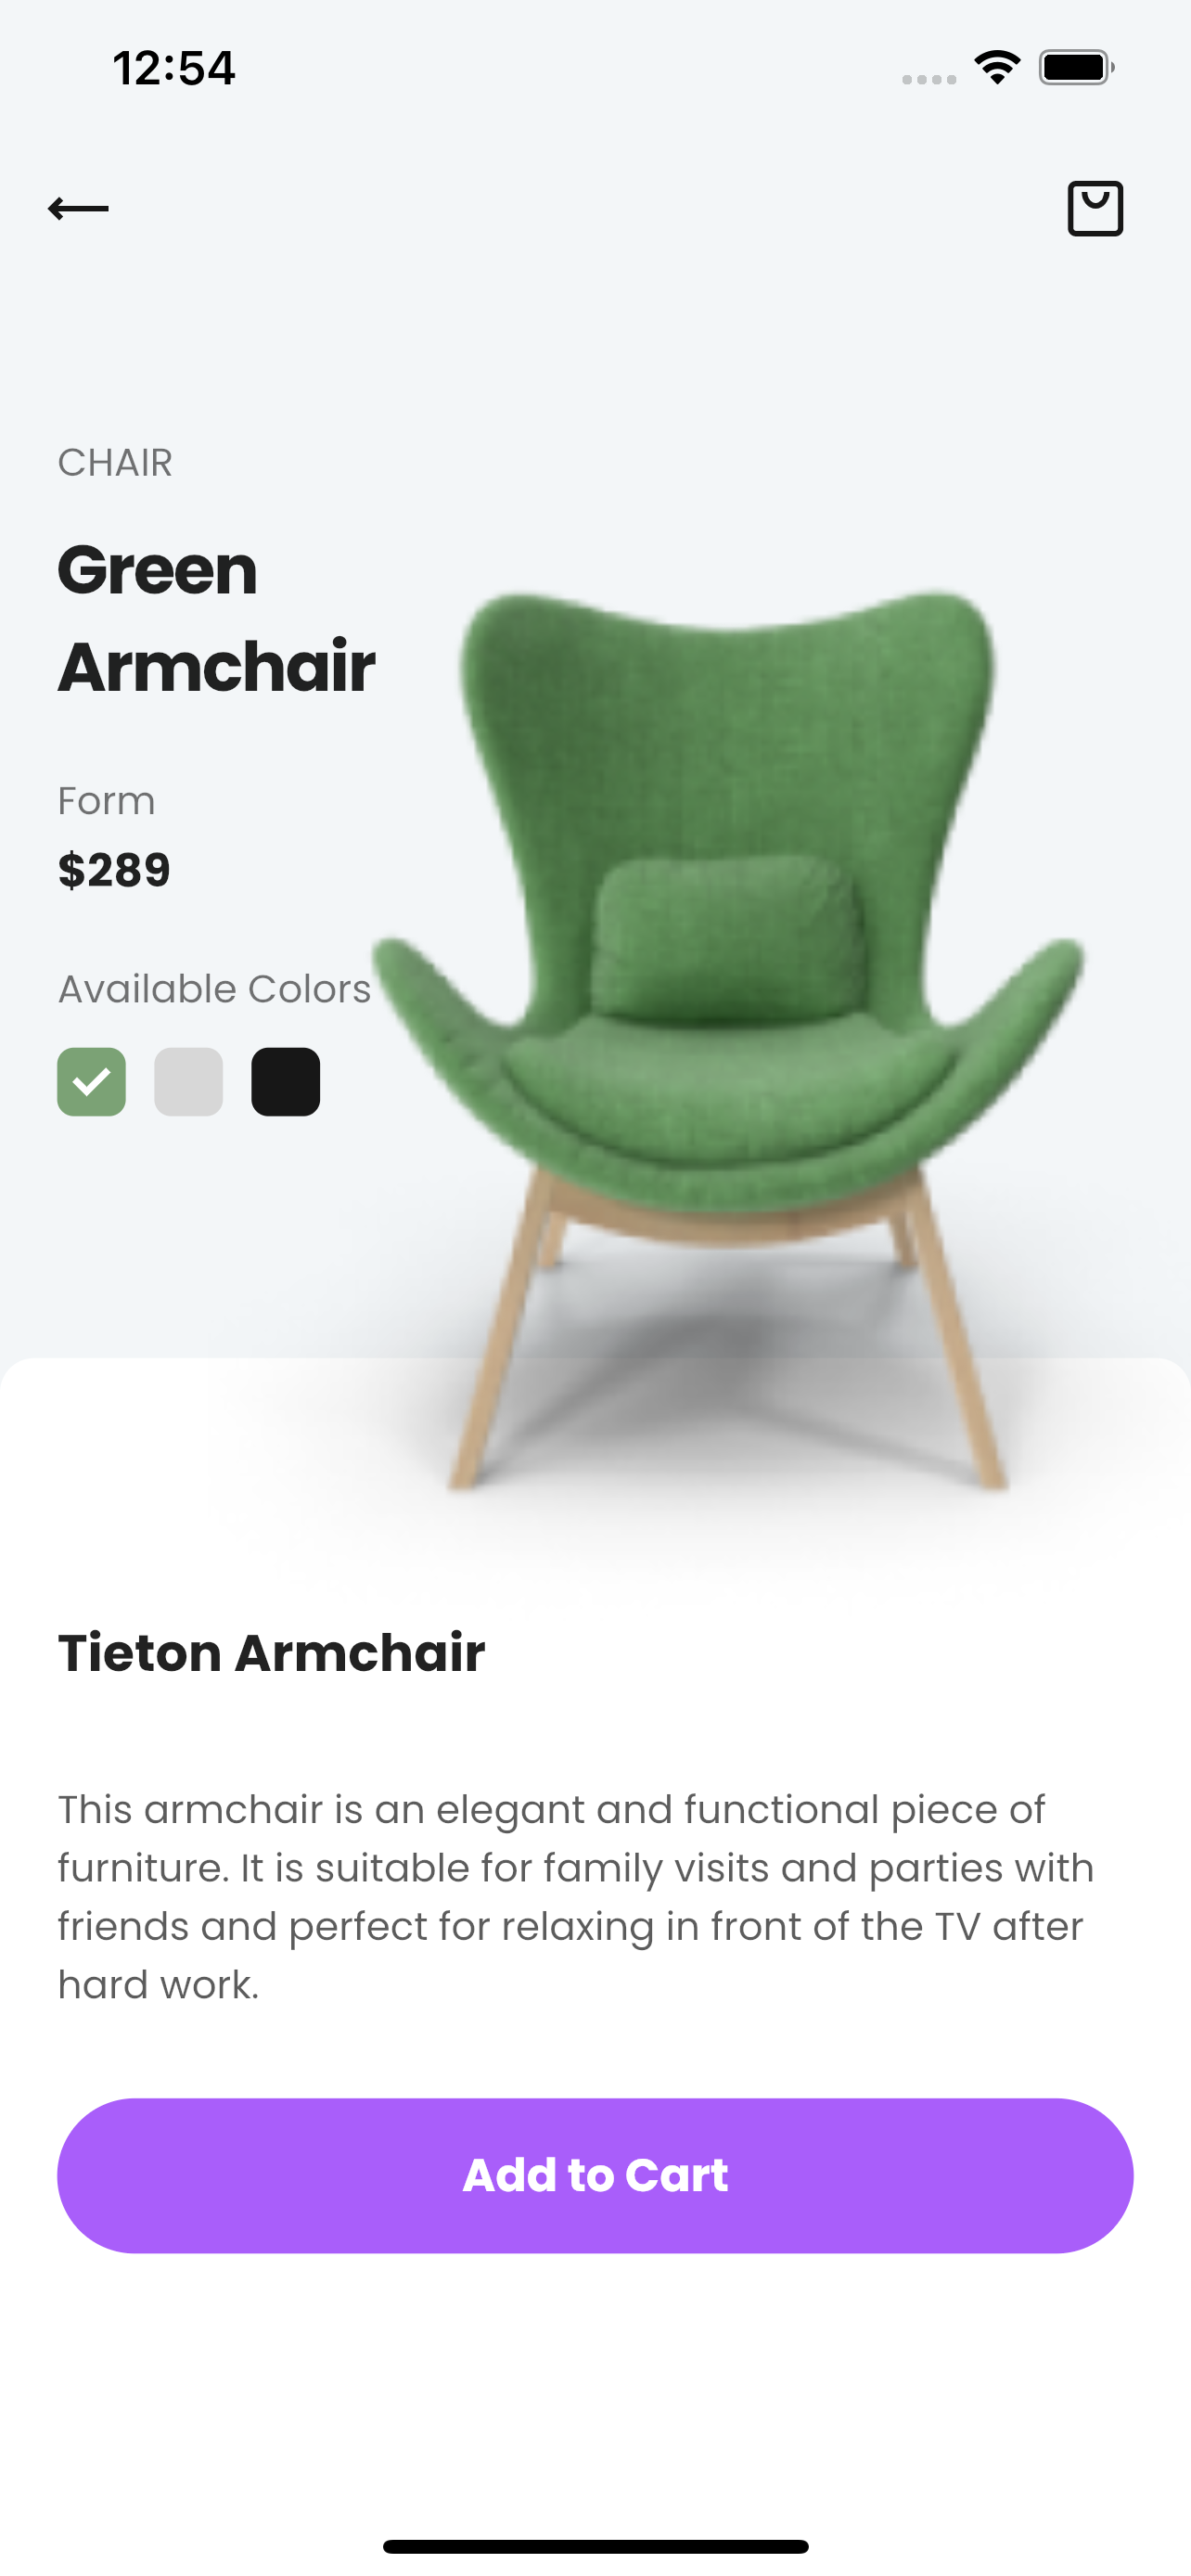 12:54
CHAIR
Green
Armchair
Form
$289
Available Colors
Tieton Armchair
This armchair is an elegant and functional piece of
furniture. It is suitable for family visits and parties with
friends and perfect for relaxing in front of the TV after
hard work.
Add to Cart